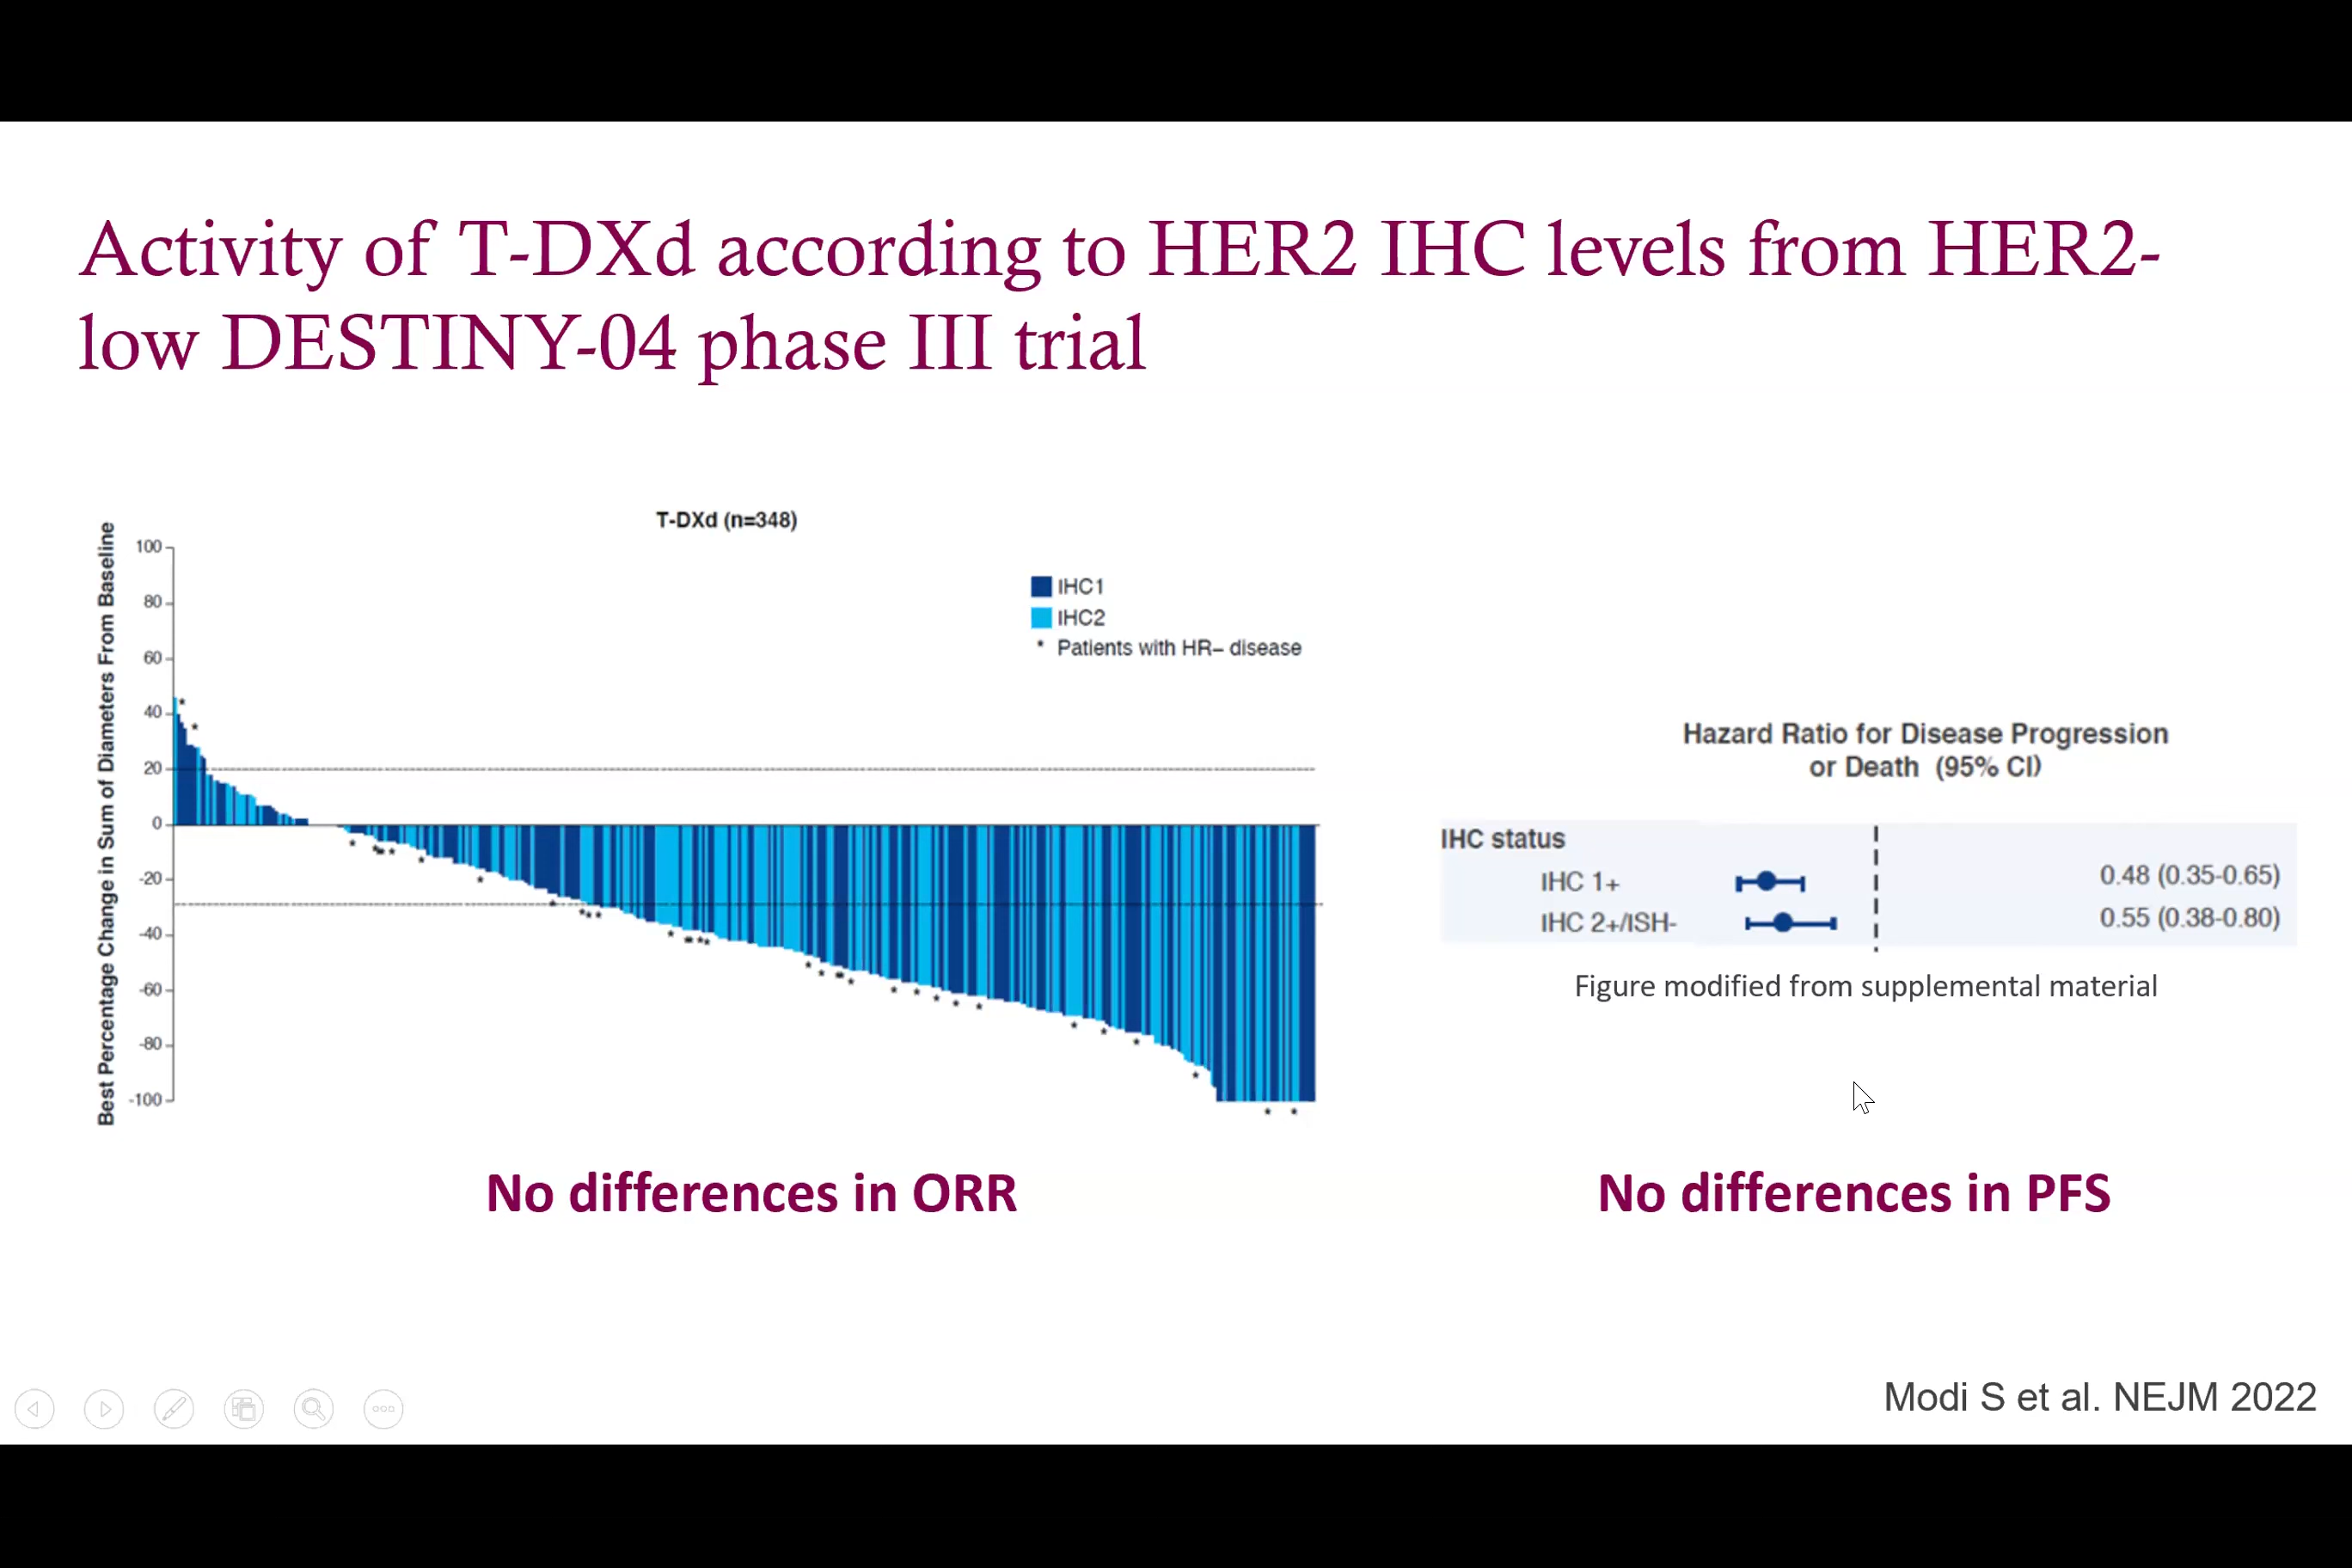 Activity of T-DXd according to HER2 IHC levels from HER2-
low DESTINY-04 phase III trial
T-DXd (n=348)
Best Percentage Change in Sum of Diameters From Baseline
100
80
60
40
20
0
-20
-40
-60
-80
-100
IHC1
IHC2
* Patients with HR– disease
No differences in ORR
Hazard Ratio for Disease Progression
or Death (95% CI)
IHC status
IHC 1+ 0.48 (0.35-0.65)
IHC 2+/ISH- 0.55 (0.38-0.80)
Figure modified from supplemental material
No differences in PFS
Modi S et al. NEJM 2022